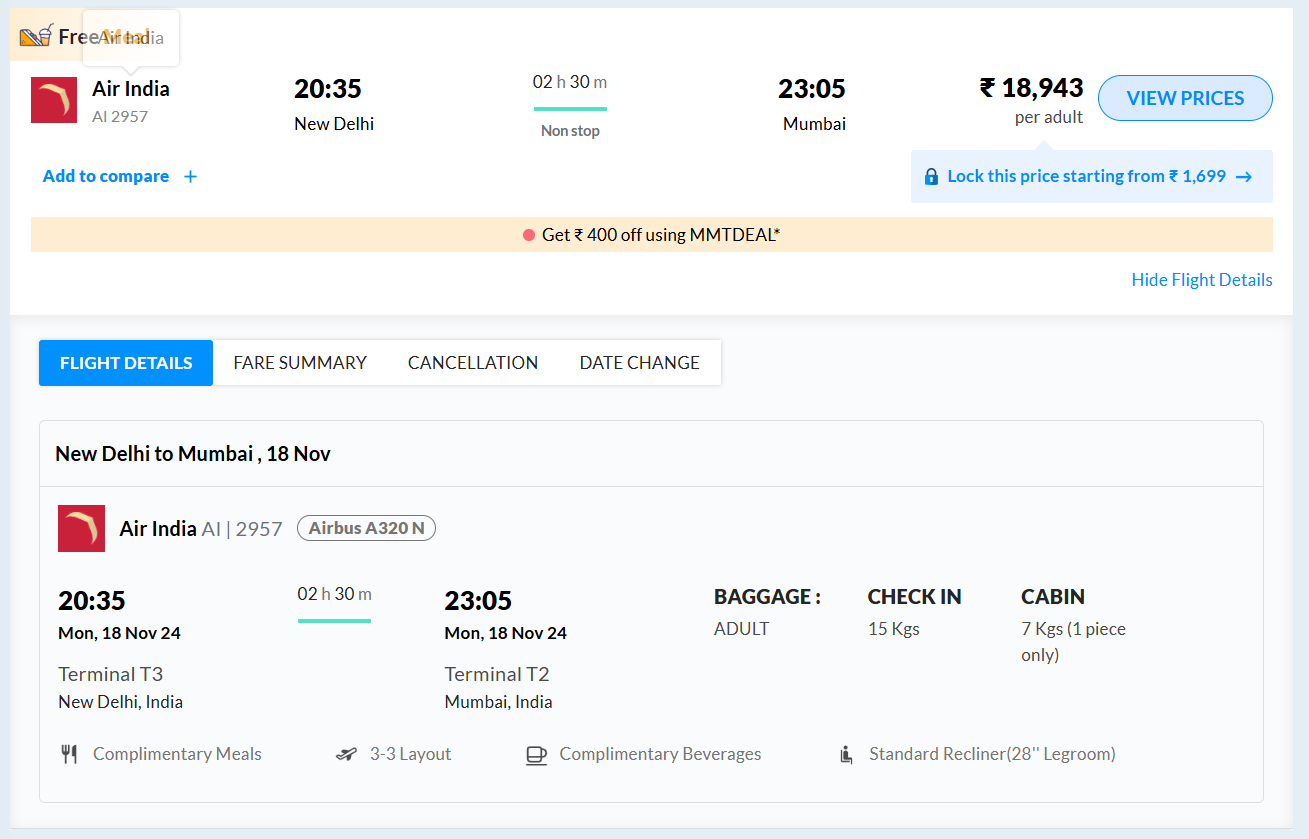 Free Meal
Air India
Air India
AI 2957
20:35
New Delhi
02 h 30 m
Non stop
23:05
Mumbai
₹ 18,943
per adult
VIEW PRICES
Add to compare +
Lock this price starting from ₹ 1,699 →
Get ₹ 400 off using MMTDEAL*
Hide Flight Details
FLIGHT DETAILS FARE SUMMARY CANCELLATION DATE CHANGE
New Delhi to Mumbai , 18 Nov
Air India AI | 2957 Airbus A320 N
20:35
Mon, 18 Nov 24
Terminal T3
New Delhi, India
02 h 30 m
23:05
Mon, 18 Nov 24
Terminal T2
Mumbai, India
BAGGAGE : CHECK IN CABIN
ADULT 15 Kgs 7 Kgs (1 piece
only)
Complimentary Meals 3-3 Layout Complimentary Beverages Standard Recliner(28'' Legroom)